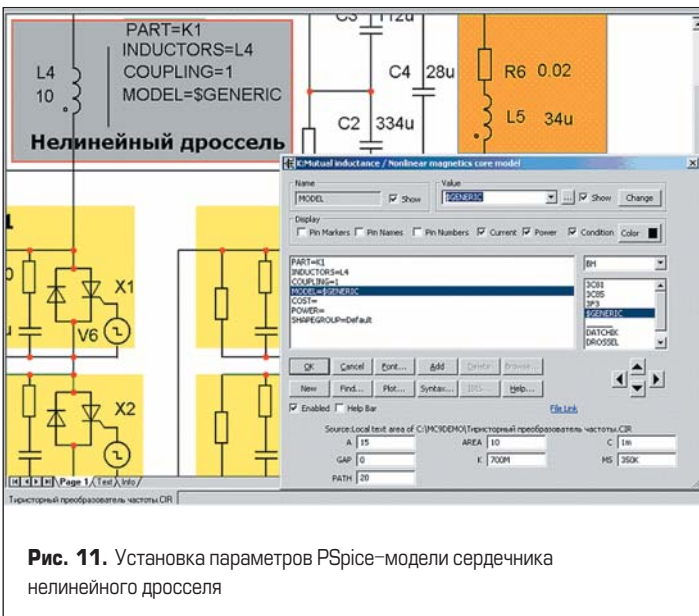 PART=K1
INDUCTORS=L4
COUPLING=1
MODEL=$GENERIC
L4
10
Нелинейный дроссель
C4
28u
C2
334u
R6 0.02
L5 34u
X1
V6
X2
K:Mutual inductance / Nonlinear magnetics core model
Name
MODEL
Show
Value
$GENERIC
...
Show
Change
Display
Pin Markers
Pin Names
Pin Numbers
Current
Power
Condition
Color
PART=K1
INDUCTORS=L4
COUPLING=1
MODEL=$GENERIC
COST=
POWER=
SHAPEGROUP=Default
BH
3C81
3C85
3F3
$GENERIC
DATCHIK
DROSSEL
OK
Cancel
Font...
Add
Delete
Browse...
New
Find...
Plot...
Syntax...
IBIS...
Help...
Enabled
Help Bar
File Link
Source:Local text area of C:\MC9DEMO\Тиристорный преобразователь частоты.CIR
A 15
AREA 10
C 1m
GAP 0
K 700M
MS 350K
PATH 20
Page 1 / Text / Info /
Тиристорный преобразователь частоты.CIR
Рис. 11. Установка параметров PSpice–модели сердечника
нелинейного дросселя